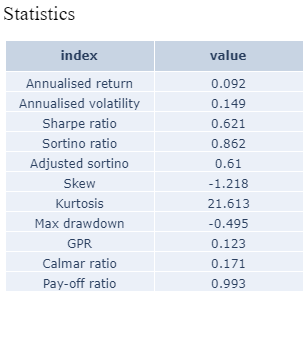 Statistics
index value
Annualised return 0.092
Annualised volatility 0.149
Sharpe ratio 0.621
Sortino ratio 0.862
Adjusted sortino 0.61
Skew -1.218
Kurtosis 21.613
Max drawdown -0.495
GPR 0.123
Calmar ratio 0.171
Pay-off ratio 0.993